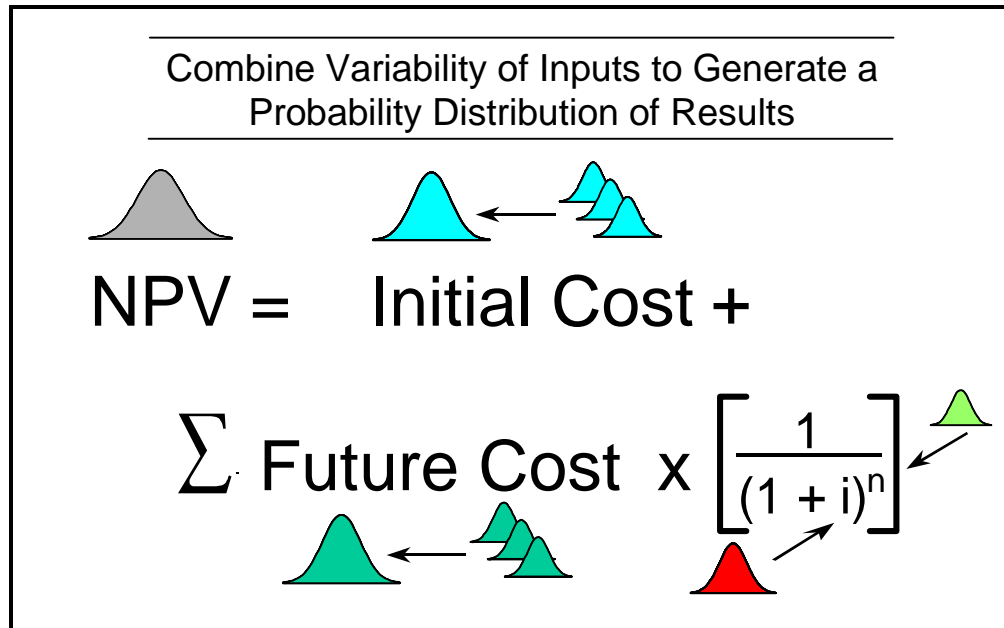 Combine Variability of Inputs to Generate a
Probability Distribution of Results
NPV = Initial Cost +
∑ Future Cost x [1 / (1 + i)ⁿ]